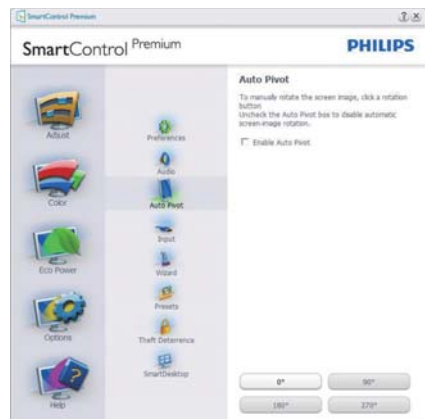 SmartControl Premium
SmartControl Premium
PHILIPS
Adjust
Color
Eco Power
Options
Help
Preferences
Audio
Auto Pivot
Input
Wizard
Presets
Theft Deterrence
SmartDesktop
Auto Pivot
To manually rotate the screen image, click a rotation
button
Uncheck the Auto Pivot box to disable automatic
screen-image rotation.
Enable Auto Pivot
0°
90°
180°
270°